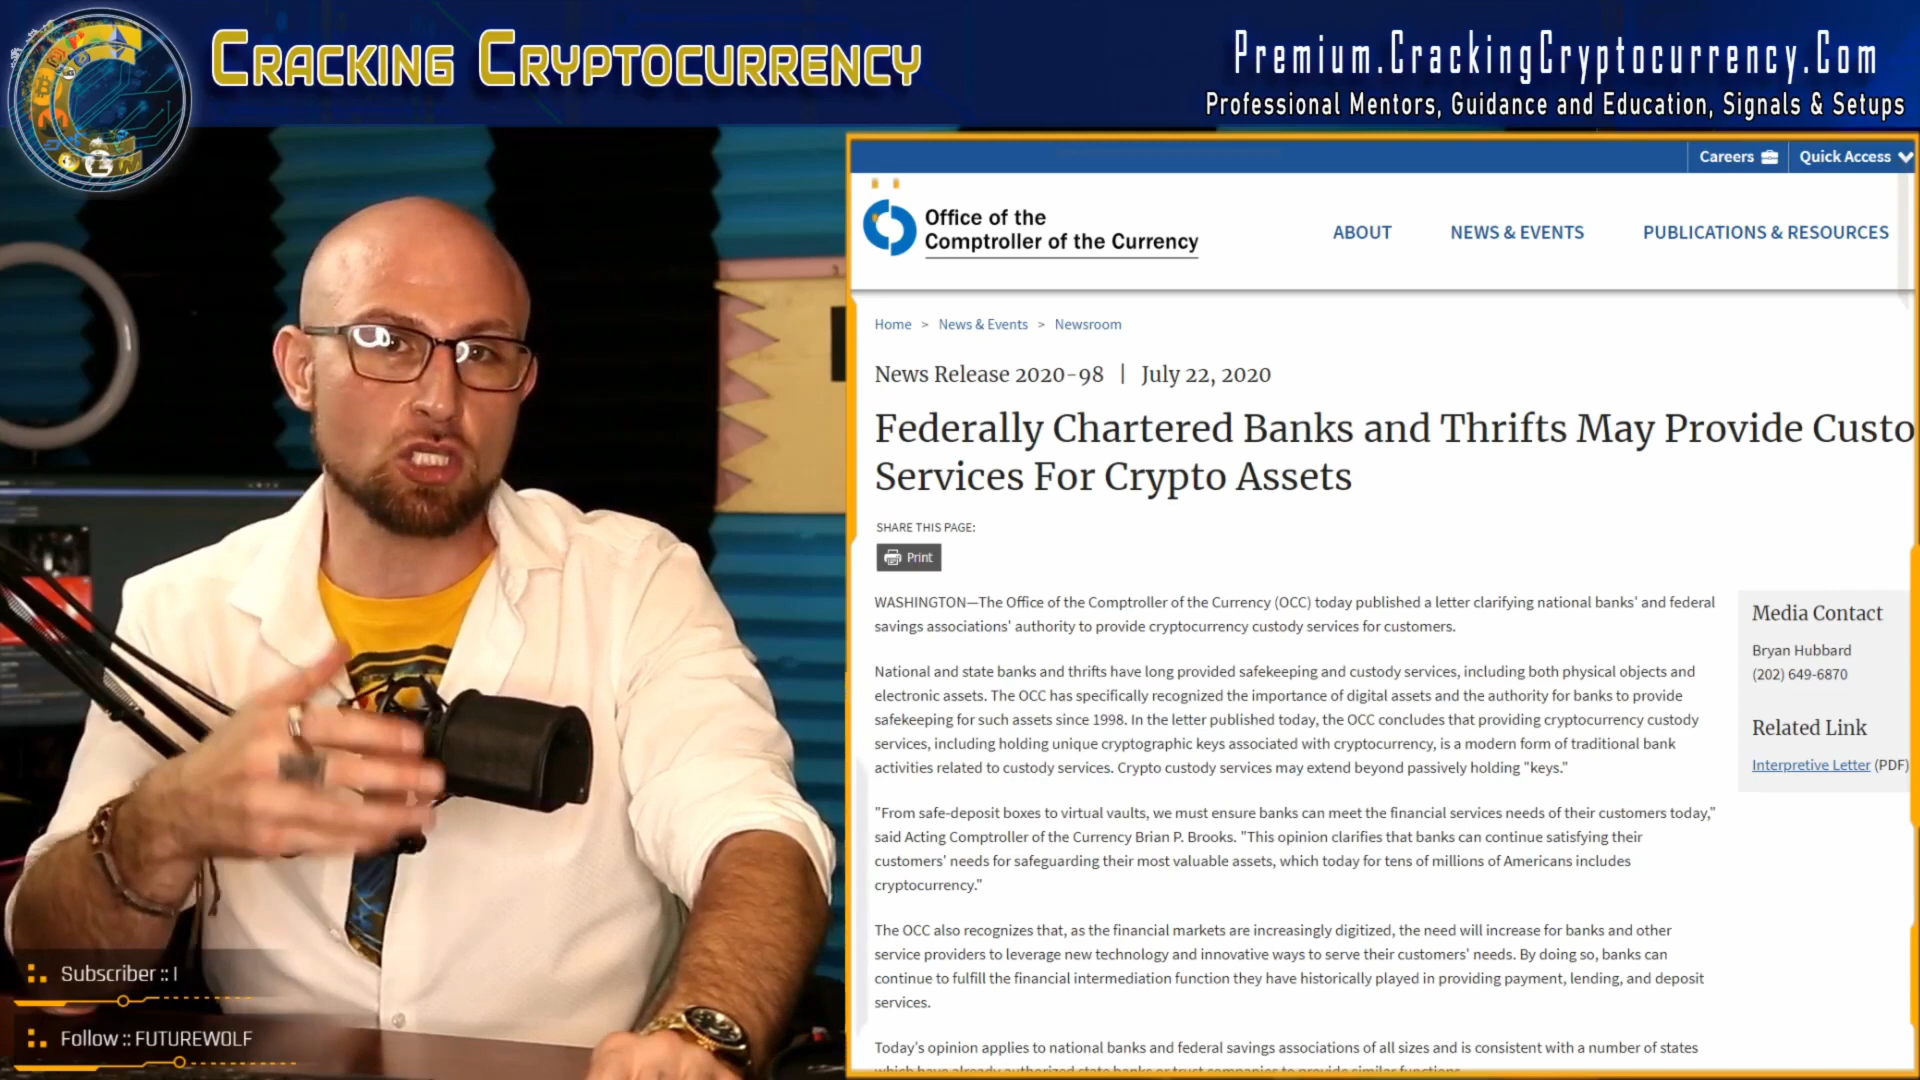 CRACKING CRYPTOCURRENCY
Premium.CrackingCryptocurrency.Com
Professional Mentors, Guidance and Education, Signals & Setups
Careers
Quick Access
Office of the
Comptroller of the Currency
ABOUT
NEWS & EVENTS
PUBLICATIONS & RESOURCES
Home > News & Events > Newsroom
News Release 2020-98 | July 22, 2020
Federally Chartered Banks and Thrifts May Provide Custo
Services For Crypto Assets
SHARE THIS PAGE:
Print
WASHINGTON—The Office of the Comptroller of the Currency (OCC) today published a letter clarifying national banks' and federal
savings associations' authority to provide cryptocurrency custody services for customers.
National and state banks and thrifts have long provided safekeeping and custody services, including both physical objects and
electronic assets. The OCC has specifically recognized the importance of digital assets and the authority for banks to provide
safekeeping for such assets since 1998. In the letter published today, the OCC concludes that providing cryptocurrency custody
services, including holding unique cryptographic keys associated with cryptocurrency, is a modern form of traditional bank
activities related to custody services. Crypto custody services may extend beyond passively holding "keys."
"From safe-deposit boxes to virtual vaults, we must ensure banks can meet the financial services needs of their customers today,"
said Acting Comptroller of the Currency Brian P. Brooks. "This opinion clarifies that banks can continue satisfying their
customers' needs for safeguarding their most valuable assets, which today for tens of millions of Americans includes
cryptocurrency."
The OCC also recognizes that, as the financial markets are increasingly digitized, the need will increase for banks and other
service providers to leverage new technology and innovative ways to serve their customers' needs. By doing so, banks can
continue to fulfill the financial intermediation function they have historically played in providing payment, lending, and deposit
services.
Today's opinion applies to national banks and federal savings associations of all sizes and is consistent with a number of states
which have already authorized state banks or trust companies to provide similar functions.
Media Contact
Bryan Hubbard
(202) 649-6870
Related Link
Interpretive Letter (PDF)
Subscriber :: I
Follow :: FUTUREWOLF